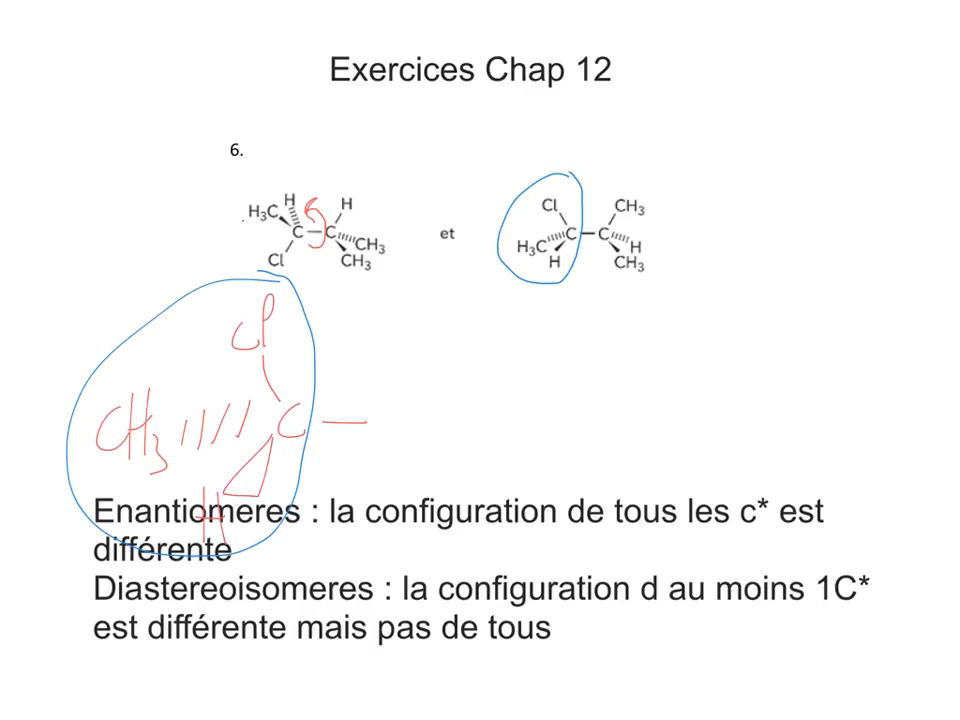 Exercices Chap 12
6.
H H
H₃C
C — C
CH₃
Cl CH₃
et
Cl CH₃
C — C
H₃C H
H CH₃
Cl
CH₃ C —
H
Enantiomeres : la configuration de tous les c* est
différente
Diastereoisomeres : la configuration d au moins 1C*
est différente mais pas de tous